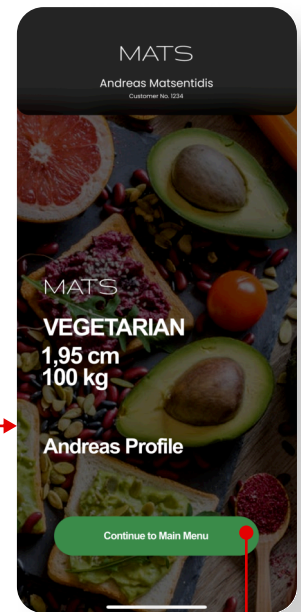 MATS
Andreas Matsentidis
Customer No. 1234
MATS
VEGETARIAN
1,95 cm
100 kg
Andreas Profile
Continue to Main Menu